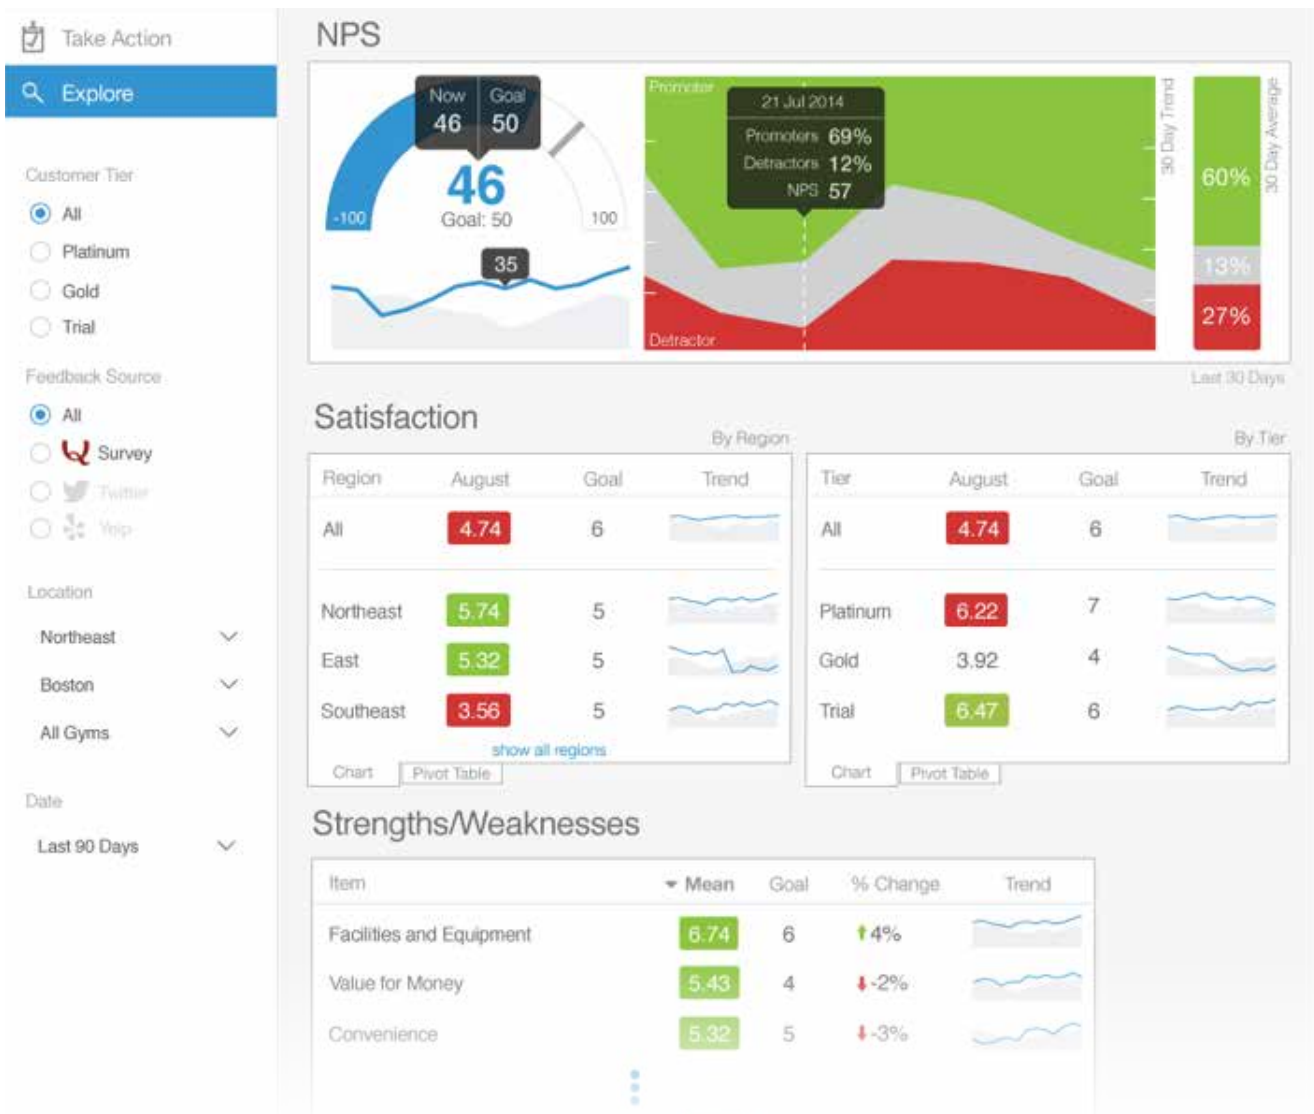 Take Action
Explore
Customer Tier
All
Platinum
Gold
Trial
Feedback Source
All
Survey
Twitter
Yelp
Location
Northeast
Boston
All Gyms
Date
Last 90 Days
NPS
Now Goal
46 50
46
Goal: 50
-100 100
35
Promoter
21 Jul 2014
Promoters 69%
Detractors 12%
NPS 57
Detractor
30 Day Trend
60%
13%
27%
30 Day Average
Last 30 Days
Satisfaction
By Region
Region August Goal Trend
All 4.74 6
Northeast 5.74 5
East 5.32 5
Southeast 3.56 5
show all regions
Chart Pivot Table
By Tier
Tier August Goal Trend
All 4.74 6
Platinum 6.22 7
Gold 3.92 4
Trial 6.47 6
Chart Pivot Table
Strengths/Weaknesses
Item Mean Goal % Change Trend
Facilities and Equipment 6.74 6 4%
Value for Money 5.43 4 -2%
Convenience 5.32 5 -3%